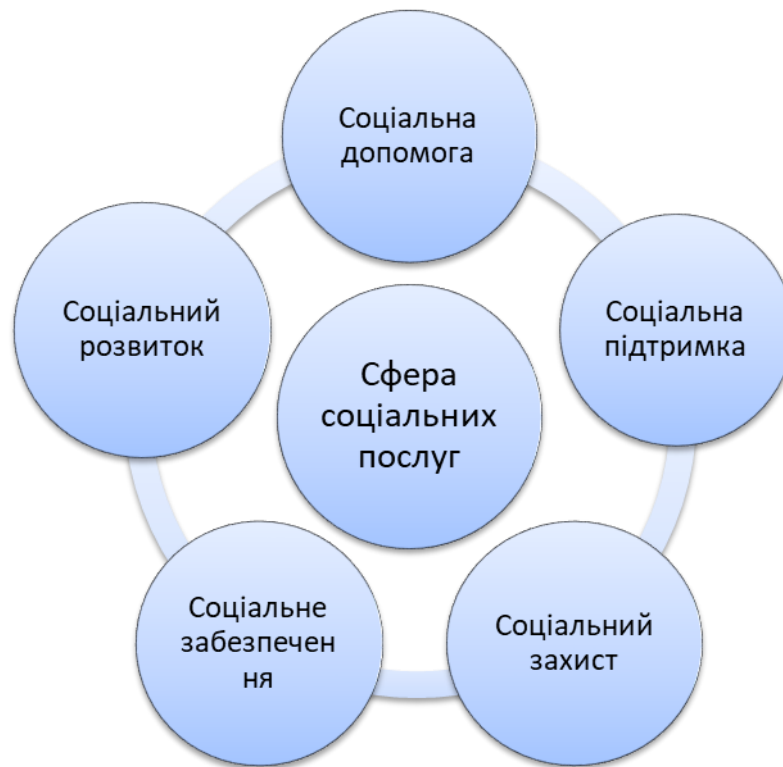 Соціальна
допомога
Соціальна
підтримка
Соціальний
захист
Соціальне
забезпечен
ня
Соціальний
розвиток
Сфера
соціальних
послуг